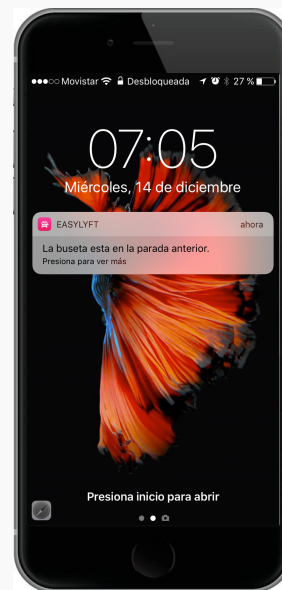 Movistar Desbloqueada 27 %
07:05
Miércoles, 14 de diciembre
EASYLYFT ahora
La buseta esta en la parada anterior.
Presiona para ver más
Presiona inicio para abrir